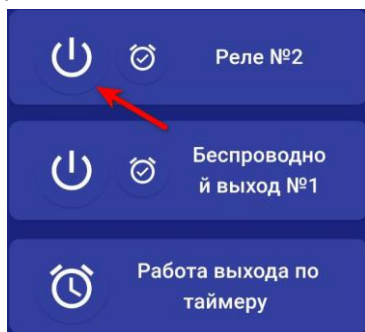 Реле №2
Беспроводно
й выход №1
Работа выхода по
таймеру